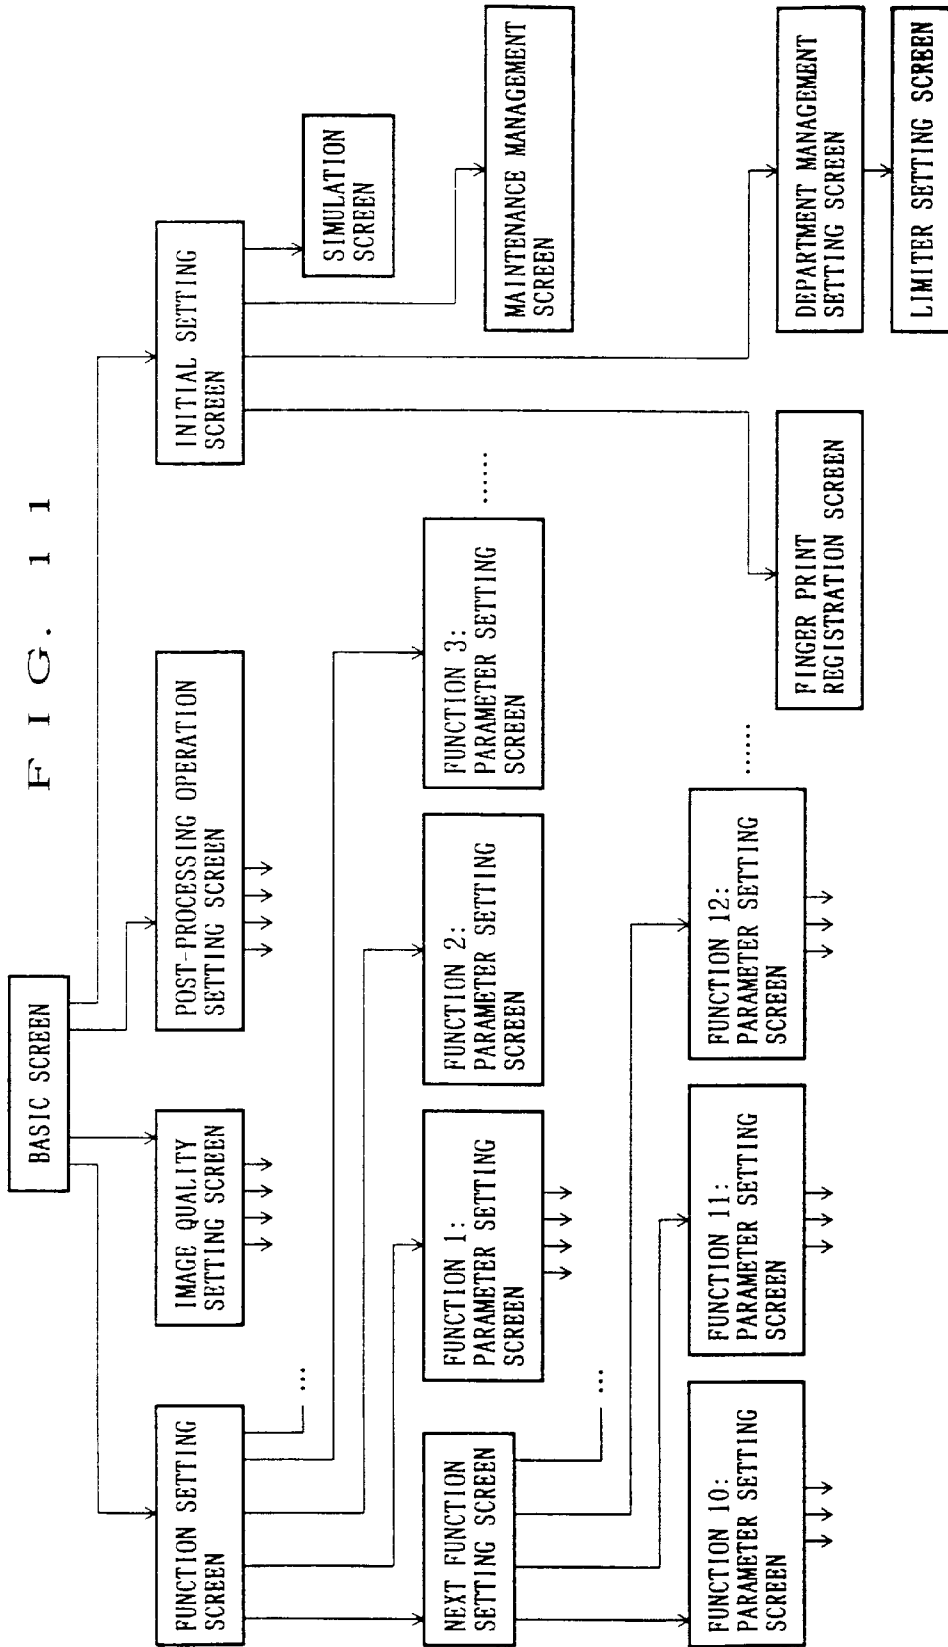 FIG. 11
BASIC SCREEN
FUNCTION SETTING
SCREEN
IMAGE QUALITY
SETTING SCREEN
POST-PROCESSING OPERATION
SETTING SCREEN
INITIAL SETTING
SCREEN
...
SIMULATION
SCREEN
NEXT FUNCTION
SETTING SCREEN
FUNCTION 1:
PARAMETER SETTING
SCREEN
FUNCTION 2:
PARAMETER SETTING
SCREEN
FUNCTION 3:
PARAMETER SETTING
SCREEN
......
MAINTENANCE MANAGEMENT
SCREEN
...
FUNCTION 10:
PARAMETER SETTING
SCREEN
FUNCTION 11:
PARAMETER SETTING
SCREEN
FUNCTION 12:
PARAMETER SETTING
SCREEN
......
FINGER PRINT
REGISTRATION SCREEN
DEPARTMENT MANAGEMENT
SETTING SCREEN
LIMITER SETTING SCREEN